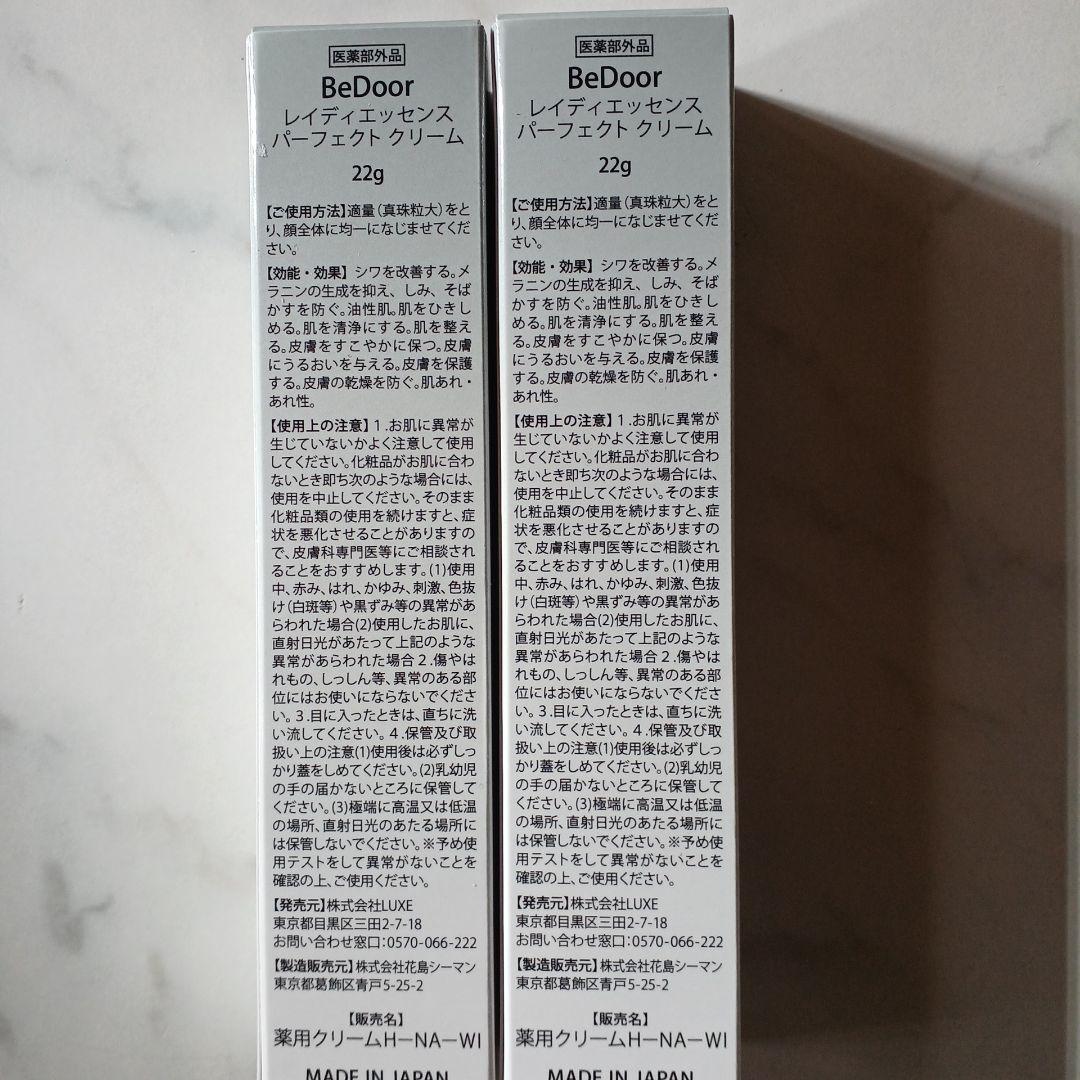 医薬部外品
BeDoor
レイディエッセンス
パーフェクト クリーム
22g
【ご使用方法】適量(真珠粒大)をと
り、顔全体に均一になじませてくだ
さい。
【効能・効果】シワを改善する。メ
ラニンの生成を抑え、しみ、そば
かすを防ぐ。油性肌。肌をひきし
める。肌を清浄にする。肌を整え
る。皮膚をすこやかに保つ。皮膚
にうるおいを与える。皮膚を保護
する。皮膚の乾燥を防ぐ。肌あれ・
あれ性。
【使用上の注意】1.お肌に異常が
生じていないかよく注意して使用
してください。化粧品がお肌に合わ
ないとき即ち次のような場合には、
使用を中止してください。そのまま
化粧品類の使用を続けますと、症
状を悪化させることがありますの
で、皮膚科専門医等にご相談され
ることをおすすめします。(1)使用
中、赤み、はれ、かゆみ、刺激、色抜
け(白斑等)や黒ずみ等の異常があ
らわれた場合(2)使用したお肌に、
直射日光があたって上記のような
異常があらわれた場合2.傷やは
れもの、しっしん等、異常のある部
位にはお使いにならないでくださ
い。3.目に入ったときは、直ちに洗
い流してください。4.保管及び取
扱い上の注意(1)使用後は必ずしっ
かり蓋をしめてください。(2)乳幼児
の手の届かないところに保管して
ください。(3)極端に高温又は低温
の場所、直射日光のあたる場所に
は保管しないでください。※予め使
用テストをして異常がないことを
確認の上、ご使用ください。
【発売元】株式会社LUXE
東京都目黒区三田2-7-18
お問い合わせ窓口:0570-066-222
【製造販売元】株式会社花島シーマン
東京都葛飾区青戸5-25-2
【販売名】
薬用クリームH－NA－WI
MADE IN JAPAN
医薬部外品
BeDoor
レイディエッセンス
パーフェクト クリーム
22g
【ご使用方法】適量(真珠粒大)をと
り、顔全体に均一になじませてくだ
さい。
【効能・効果】シワを改善する。メ
ラニンの生成を抑え、しみ、そば
かすを防ぐ。油性肌。肌をひきし
める。肌を清浄にする。肌を整え
る。皮膚をすこやかに保つ。皮膚
にうるおいを与える。皮膚を保護
する。皮膚の乾燥を防ぐ。肌あれ・
あれ性。
【使用上の注意】1.お肌に異常が
生じていないかよく注意して使用
してください。化粧品がお肌に合わ
ないとき即ち次のような場合には、
使用を中止してください。そのまま
化粧品類の使用を続けますと、症
状を悪化させることがありますの
で、皮膚科専門医等にご相談され
ることをおすすめします。(1)使用
中、赤み、はれ、かゆみ、刺激、色抜
け(白斑等)や黒ずみ等の異常があ
らわれた場合(2)使用したお肌に、
直射日光があたって上記のような
異常があらわれた場合2.傷やは
れもの、しっしん等、異常のある部
位にはお使いにならないでくださ
い。3.目に入ったときは、直ちに洗
い流してください。4.保管及び取
扱い上の注意(1)使用後は必ずしっ
かり蓋をしめてください。(2)乳幼児
の手の届かないところに保管して
ください。(3)極端に高温又は低温
の場所、直射日光のあたる場所に
は保管しないでください。※予め使
用テストをして異常がないことを
確認の上、ご使用ください。
【発売元】株式会社LUXE
東京都目黒区三田2-7-18
お問い合わせ窓口:0570-066-222
【製造販売元】株式会社花島シーマン
東京都葛飾区青戸5-25-2
【販売名】
薬用クリームH－NA－WI
MADE IN JAPAN